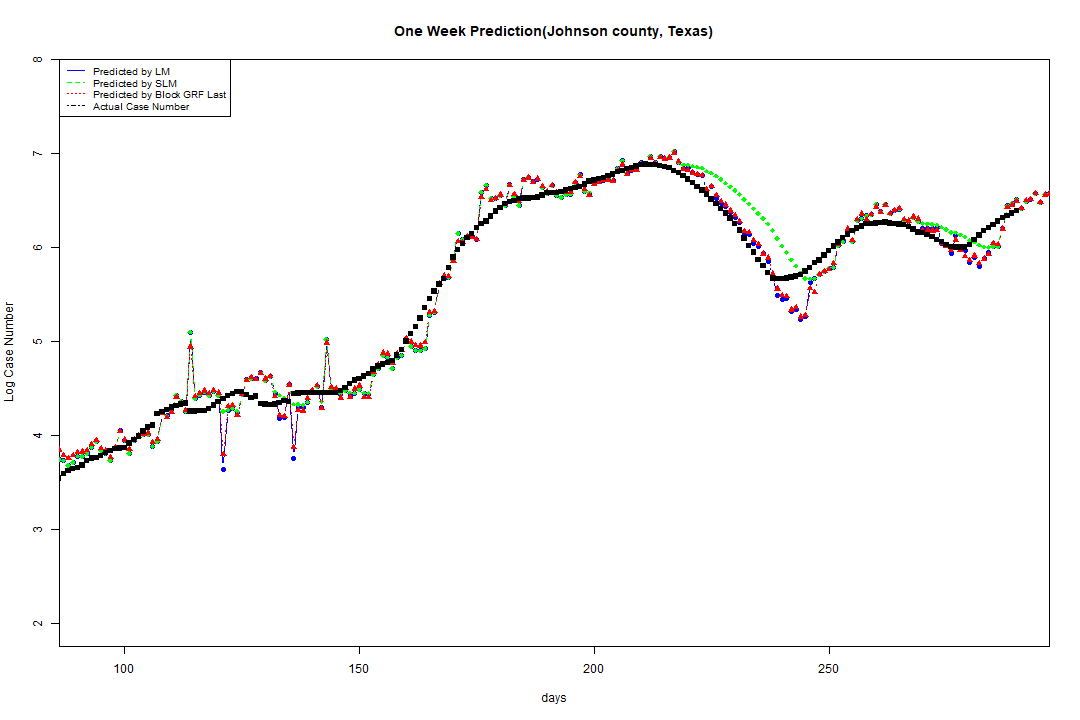 One Week Prediction(Johnson county, Texas)
Predicted by LM
Predicted by SLM
Predicted by Block GRF Last
Actual Case Number
8
7
6
5
4
3
2
Log Case Number
100 150 200 250
days